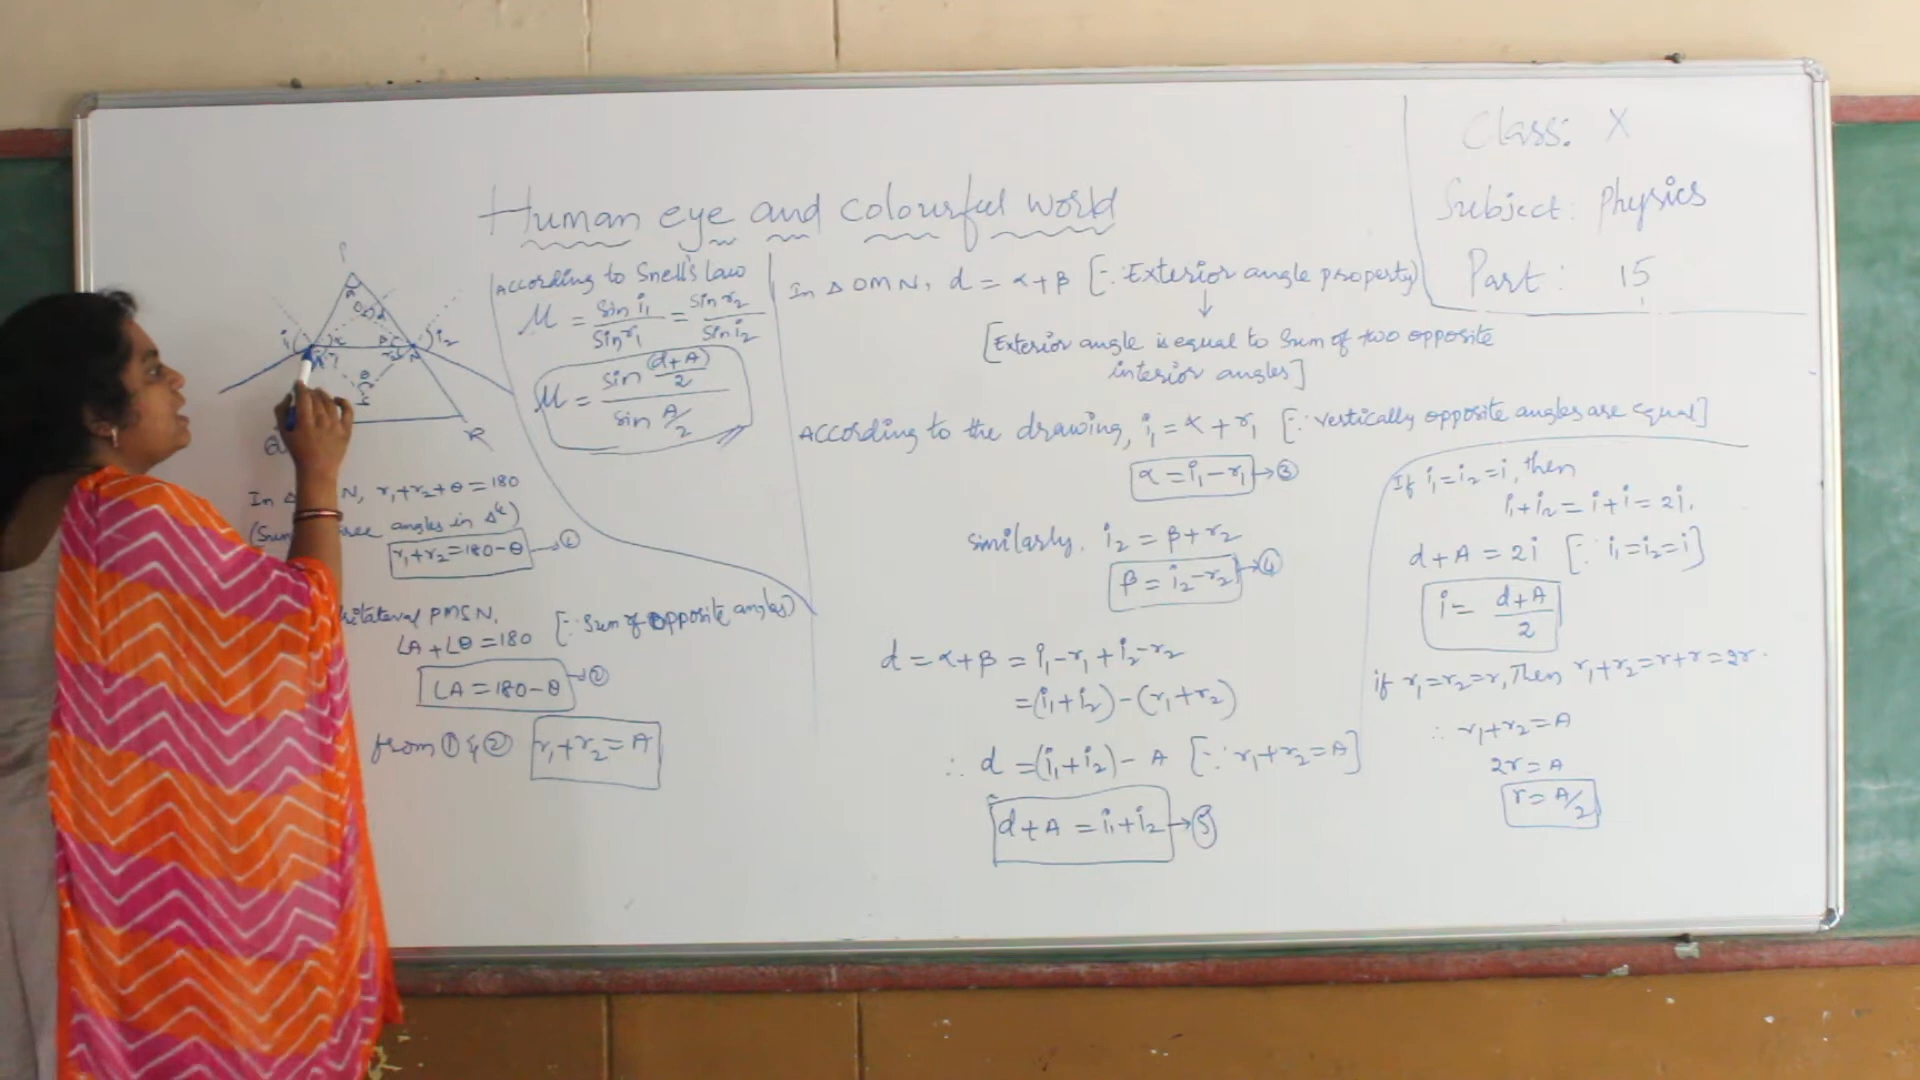 Class: X
Subject: Physics
Part: 15
Human eye and colourful world
A
i
α
β
i₂
r₁
r₂
N
θ
R
In N, r₁+r₂+θ=180
angles in Δˡᵉ)
r₁+r₂=180-θ
PMSN,
∠A+∠θ=180 [∵ Sum of opposite angles)
∠A=180-θ →②
from ① & ② r₁+r₂=A
According to Snell's law
μ = sin i₁/sin r₁ = sin r₂/sin i₂
μ = sin (d+A)/2 / sin A/2
In Δ OMN, d = α+β [∵ Exterior angle property)
↓
[Exterior angle is equal to sum of two opposite
interior angles]
According to the drawing, i₁ = α + r₁ [∵ vertically opposite angles are equal]
α = i₁-r₁ →③
similarly, i₂ = β+r₂
β = i₂-r₂ →④
d = α+β = i₁-r₁+i₂-r₂
=(i₁+i₂)-(r₁+r₂)
∴ d =(i₁+i₂)-A [∵ r₁+r₂=A]
d+A = i₁+i₂ →⑤
If i₁=i₂=i, then
i₁+i₂=i+i=2i.
d+A = 2i [∵ i₁=i₂=i]
i = d+A/2
if r₁=r₂=r, Then r₁+r₂=r+r=2r.
∴ r₁+r₂=A
2r=A
r=A/2